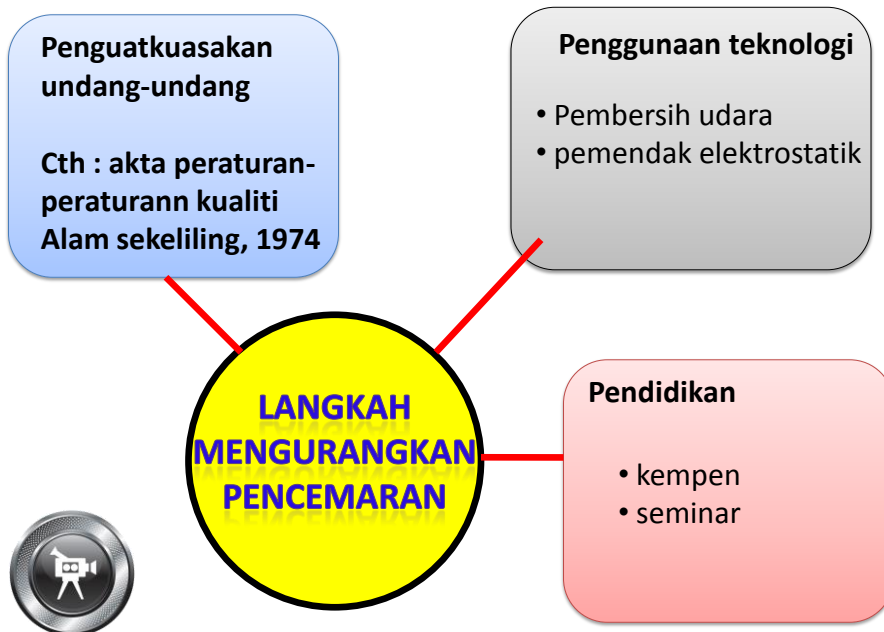 Penguatkuasakan
undang-undang
Cth : akta peraturan-
peraturann kualiti
Alam sekeliling, 1974
Penggunaan teknologi
• Pembersih udara
• pemendak elektrostatik
LANGKAH
MENGURANGKAN
PENCEMARAN
Pendidikan
• kempen
• seminar